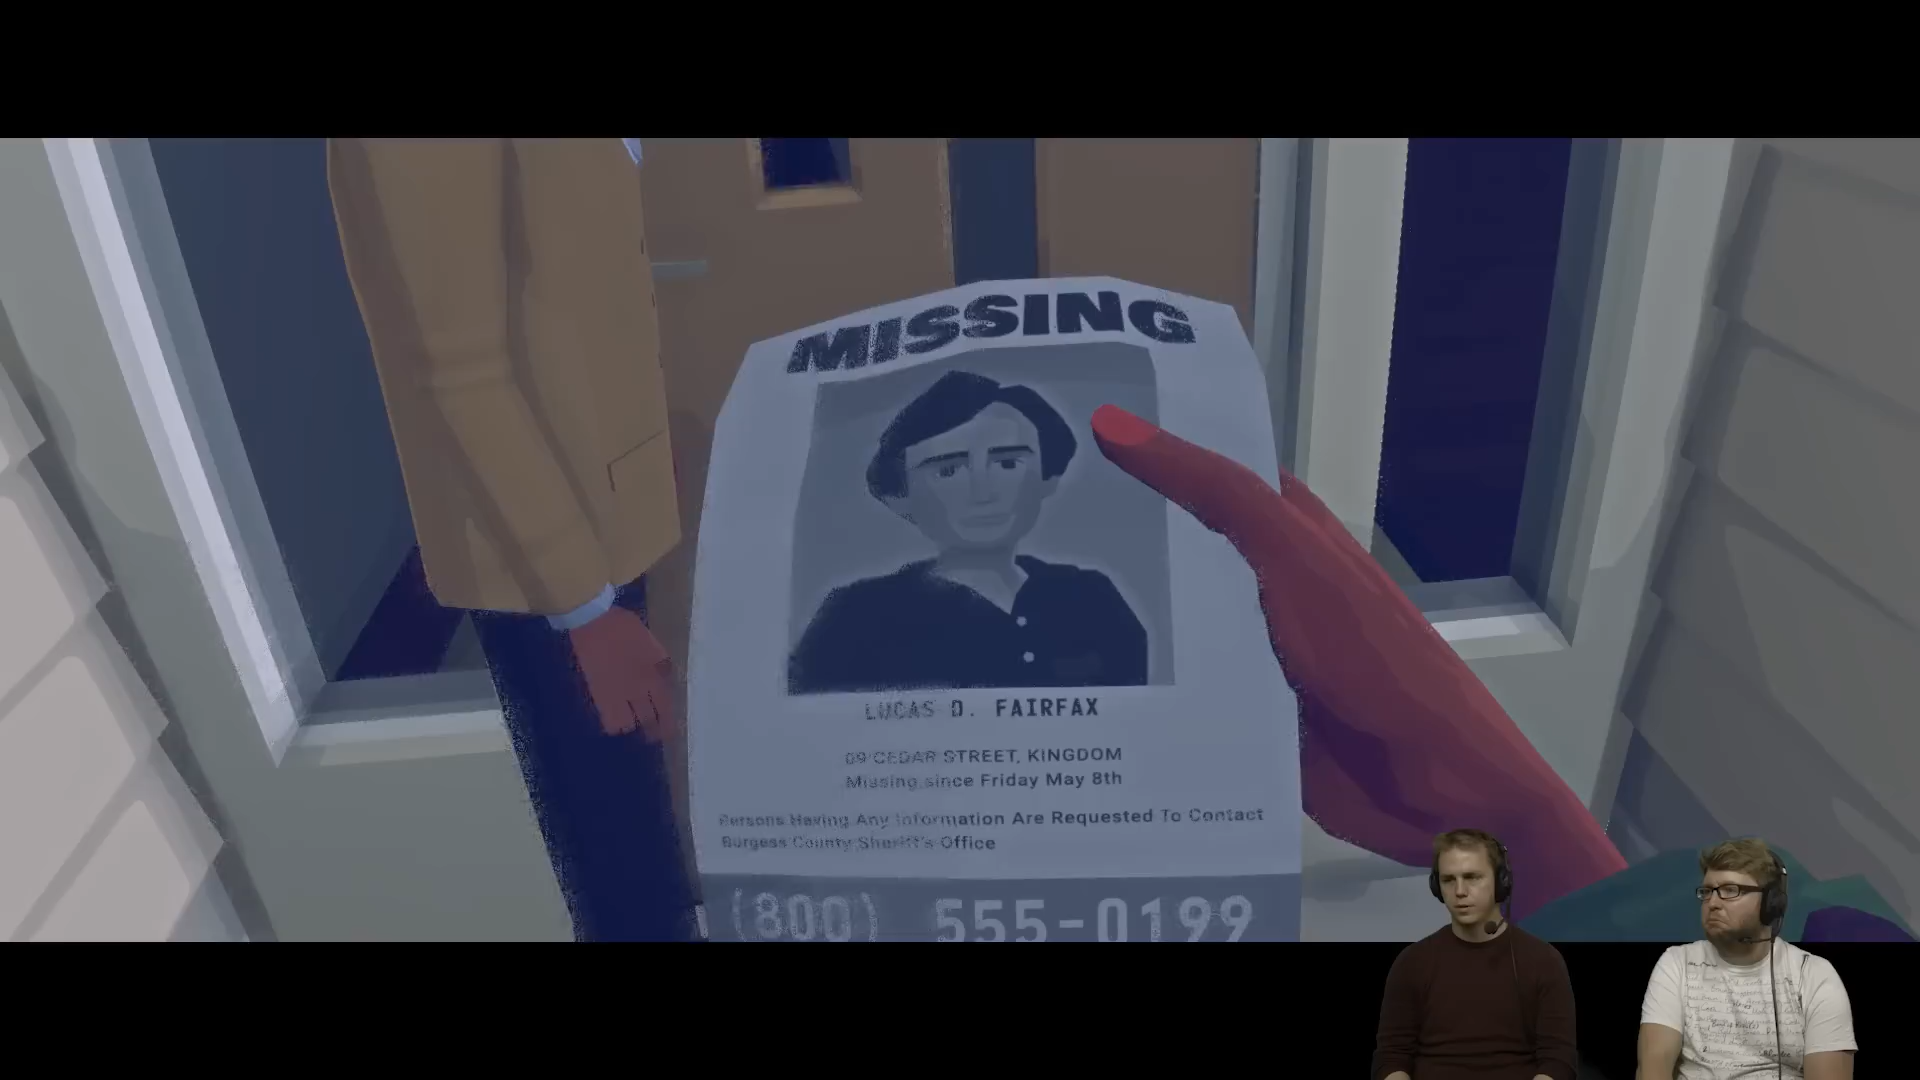 MISSING
LUCAS D. FAIRFAX
09 CEDAR STREET, KINGDOM
Missing since Friday May 8th
Persons Having Any Information Are Requested To Contact
Burgess County Sheriff's Office
(800) 555-0199